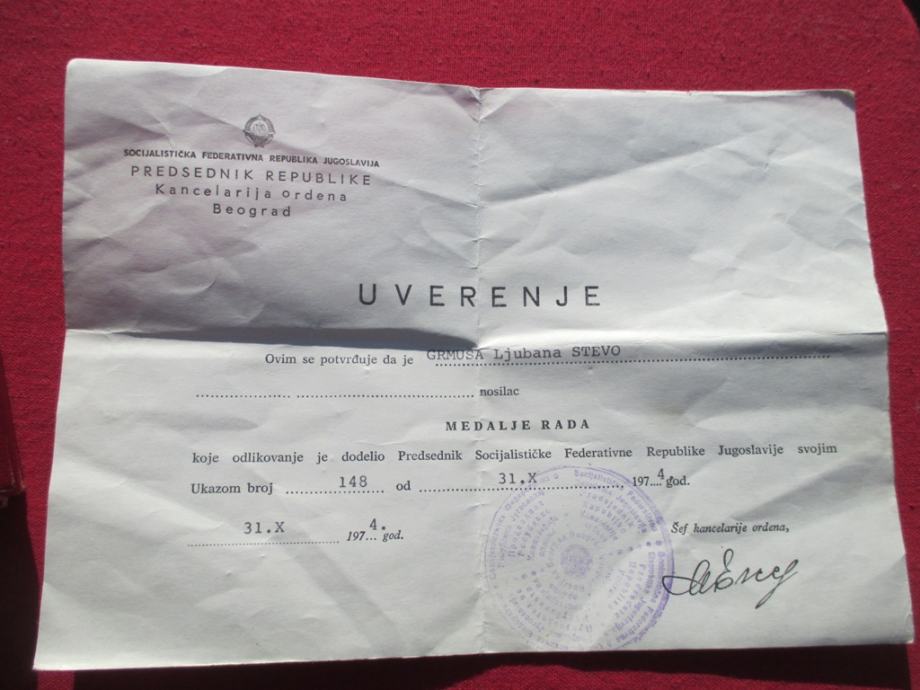 SOCIJALISTIČKA FEDERATIVNA REPUBLIKA JUGOSLAVIJA
PREDSEDNIK REPUBLIKE
Kancelarija ordena
Beograd
UVERENJE
Ovim se potvrđuje da je GRMUSA Ljubana STEVO
nosilac
MEDALJE RADA
koje odlikovanje je dodelio Predsednik Socijalističke Federativne Republike Jugoslavije svojim
Ukazom broj 148 od 31.X 1974 god.
31.X 1974. god.
Šef kancelarije ordena,